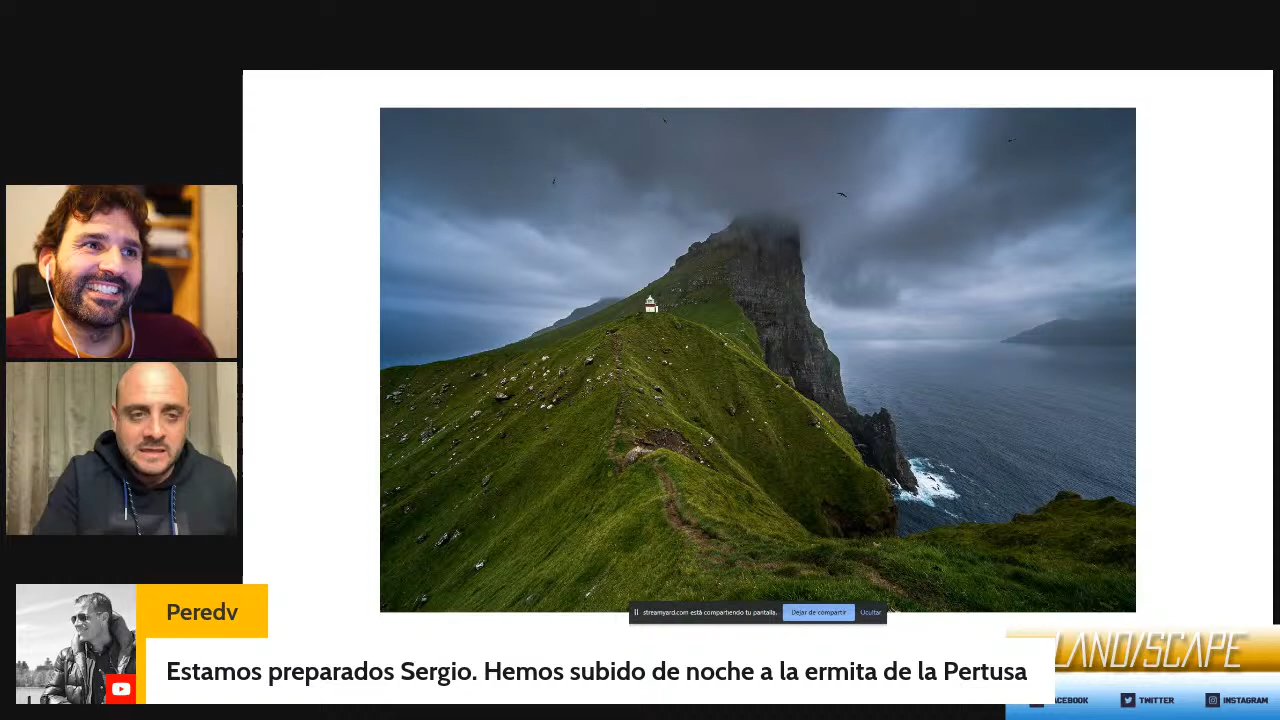 streamyard.com está compartiendo tu pantalla.
Dejar de compartir
Ocultar
Peredv
Estamos preparados Sergio. Hemos subido de noche a la ermita de la Pertusa
LAND/SCAPE
ACEBOOK
TWITTER
INSTAGRAM